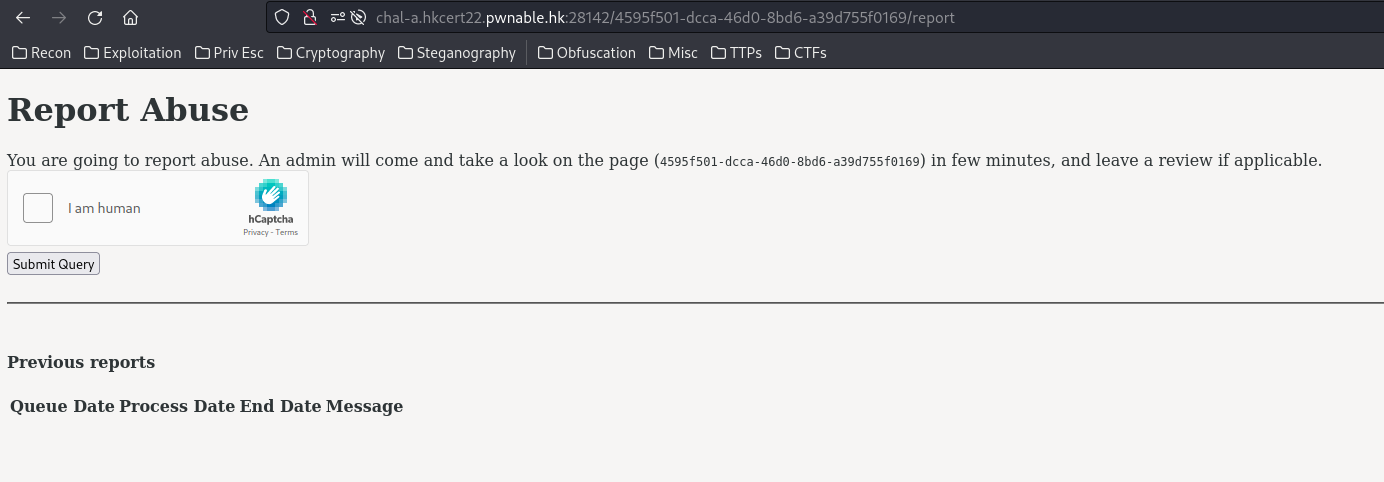 chal-a.hkcert22.pwnable.hk:28142/4595f501-dcca-46d0-8bd6-a39d755f0169/report
Recon Exploitation Priv Esc Cryptography Steganography Obfuscation Misc TTPs CTFs
Report Abuse
You are going to report abuse. An admin will come and take a look on the page (4595f501-dcca-46d0-8bd6-a39d755f0169) in few minutes, and leave a review if applicable.
I am human
hCaptcha
Privacy - Terms
Submit Query
Previous reports
Queue Date Process Date End Date Message